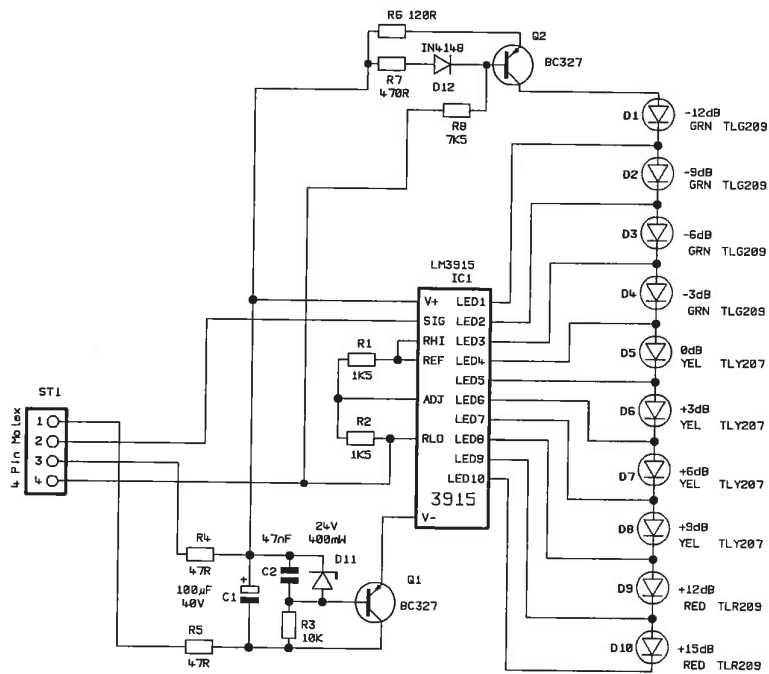 R6 120R
Q2
BC327
IN4148
D12
R7
470R
R8
7K5
D1
-12dB
GRN TLG209
D2
-9dB
GRN TLG209
D3
-6dB
GRN TLG209
D4
-3dB
GRN TLG209
D5
0dB
YEL TLY207
D6
+3dB
YEL TLY207
D7
+6dB
YEL TLY207
D8
+9dB
YEL TLY207
D9
+12dB
RED TLR209
D10
+15dB
RED TLR209
LM3915
IC1
V+ LED1
SIG LED2
RHI LED3
REF LED4
LED5
ADJ LED6
LED7
RLO LED8
LED9
LED10
3915
V-
R1
1K5
R2
1K5
ST1
4 Pin Molex
1
2
3
4
R4
47R
47nF
C2
24V
400mW
D11
Q1
BC327
+
100µF
40V
C1
R3
10K
R5
47R